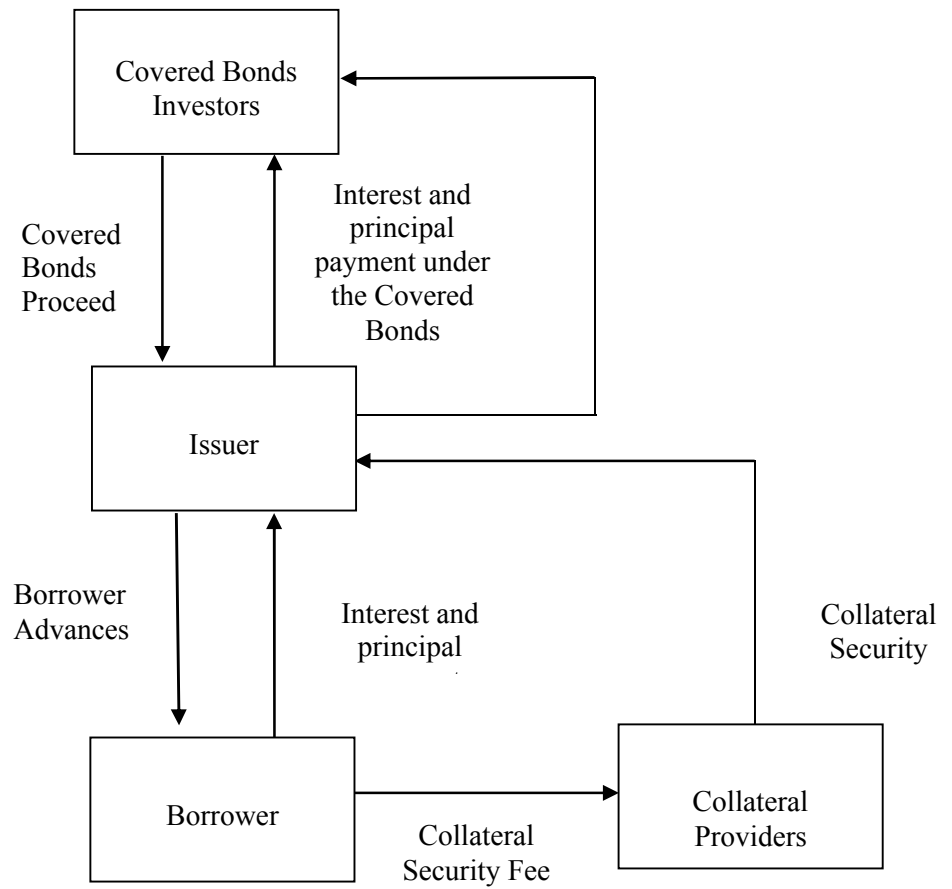 Covered Bonds
Investors
Covered
Bonds
Proceed
Interest and
principal
payment under
the Covered
Bonds
Issuer
Borrower
Advances
Interest and
principal
Collateral
Security
Borrower
Collateral
Security Fee
Collateral
Providers